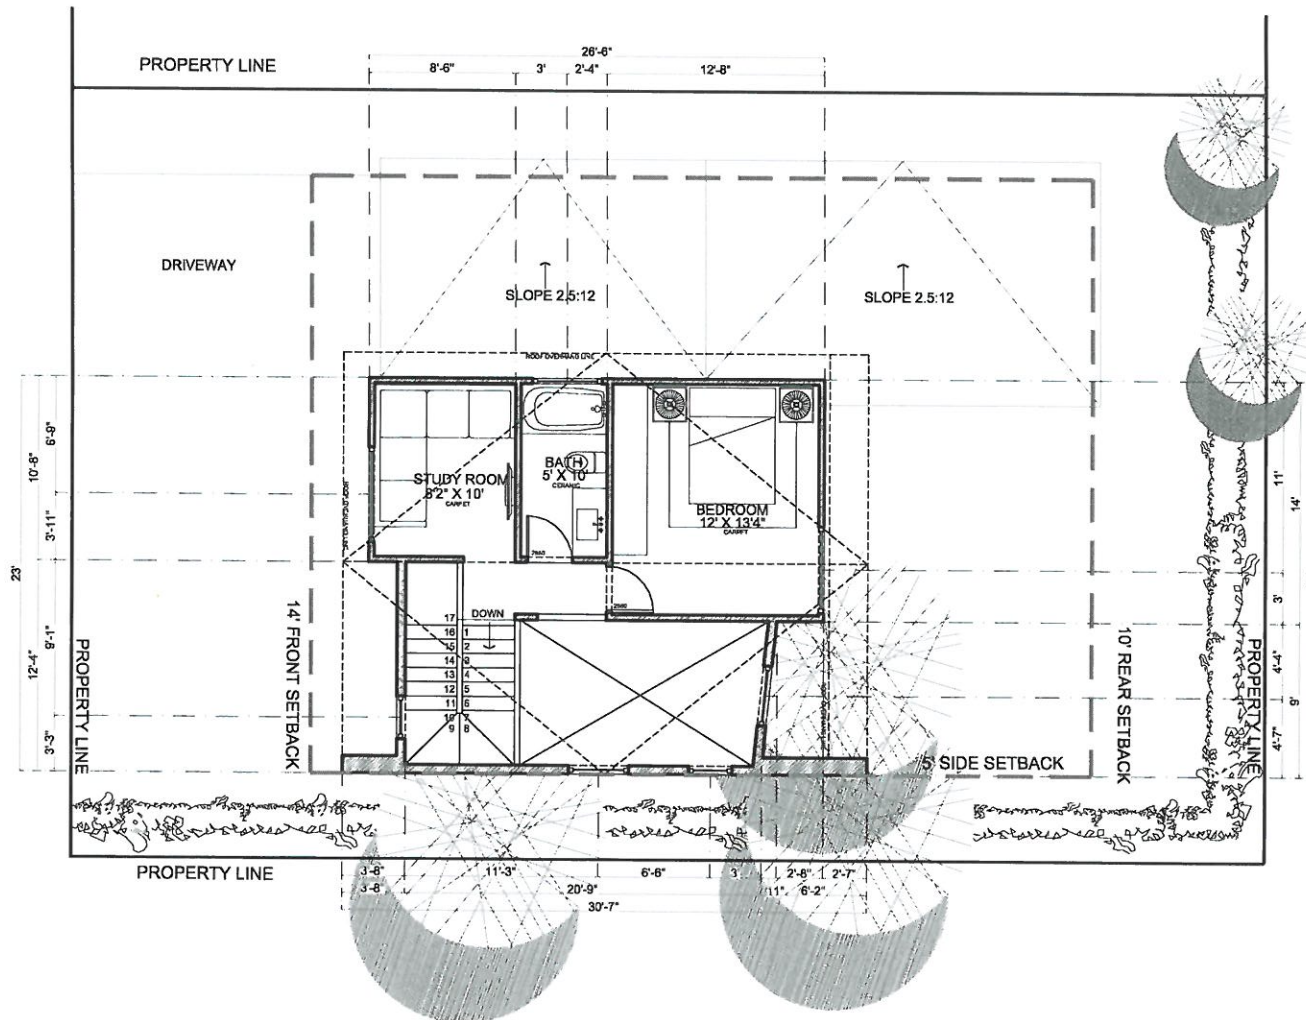 26'-6"
PROPERTY LINE
8'-6" 3' 2'-4" 12'-8"
DRIVEWAY
SLOPE 2.5:12
SLOPE 2.5:12
ROOF OVERHANG LINE
STUDY ROOM
8'2" X 10'
CARPET
BATH
5' X 10'
CERAMIC
BEDROOM
12' X 13'4"
CARPET
DOWN
17
16 1
15 2
14 3
13 4
12 5
11 6
10 7
9 8
23'
10'-8"
6'-9"
3'-11"
12'-4"
9'-1"
3'-3"
PROPERTY LINE
14' FRONT SETBACK
11'
14'
3'
4'-4"
9'
4'-7"
10' REAR SETBACK
PROPERTY LINE
5' SIDE SETBACK
PROPERTY LINE
3'-8" 11'-3" 6'-6" 3' 11" 2'-8" 2'-7"
3'-8" 20'-9" 6'-2"
30'-7"